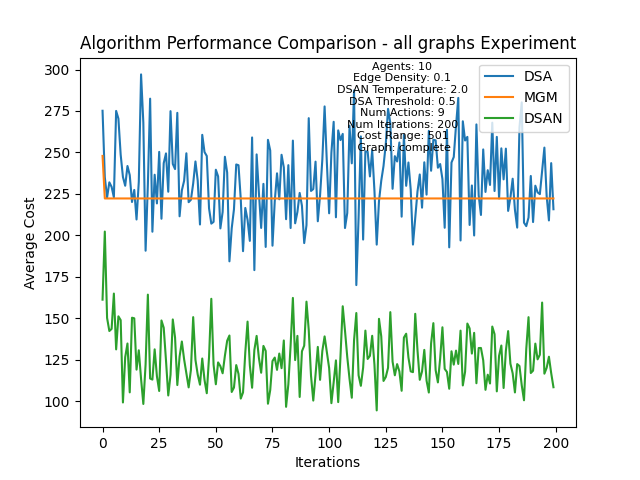 Algorithm Performance Comparison - all graphs Experiment
Agents: 10
Edge Density: 0.1
DSAN Temperature: 2.0
DSA Threshold: 0.5
Num Actions: 9
Num Iterations: 200
Cost Range: 501
Graph: complete
DSA
MGM
DSAN
Average Cost
300
275
250
225
200
175
150
125
100
0
25
50
75
100
125
150
175
200
Iterations